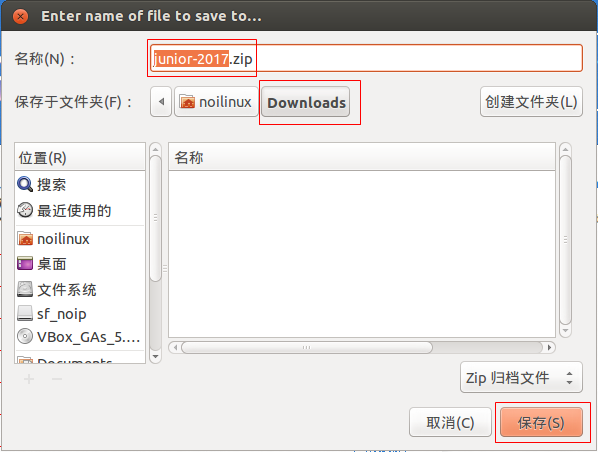 Enter name of file to save to...
名称(N)：
junior-2017.zip
保存于文件夹(F)：
noilinux
Downloads
创建文件夹(L)
位置(R)
名称
搜索
最近使用的
noilinux
桌面
文件系统
sf_noip
VBox_GAs_5....
Documents
Zip 归档文件
取消(C)
保存(S)